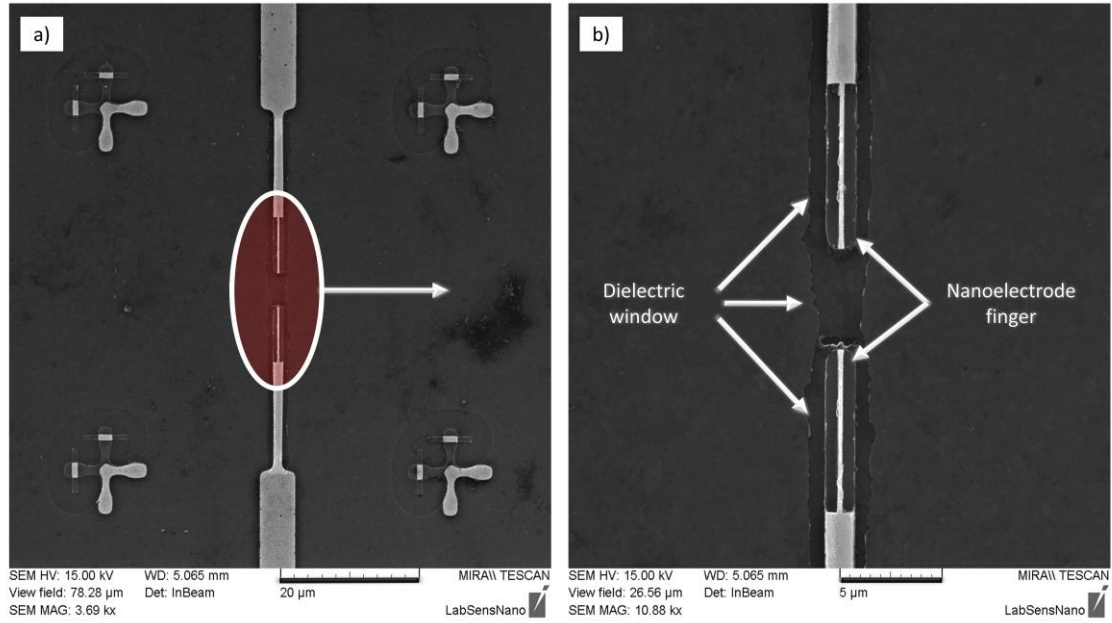 a)
SEM HV: 15.00 kV WD: 5.065 mm MIRA\\ TESCAN
View field: 78.28 µm Det: InBeam 20 µm
SEM MAG: 3.69 kx LabSensNano
b)
Dielectric
window
Nanoelectrode
finger
SEM HV: 15.00 kV WD: 5.065 mm MIRA\\ TESCAN
View field: 26.56 µm Det: InBeam 5 µm
SEM MAG: 10.88 kx LabSensNano